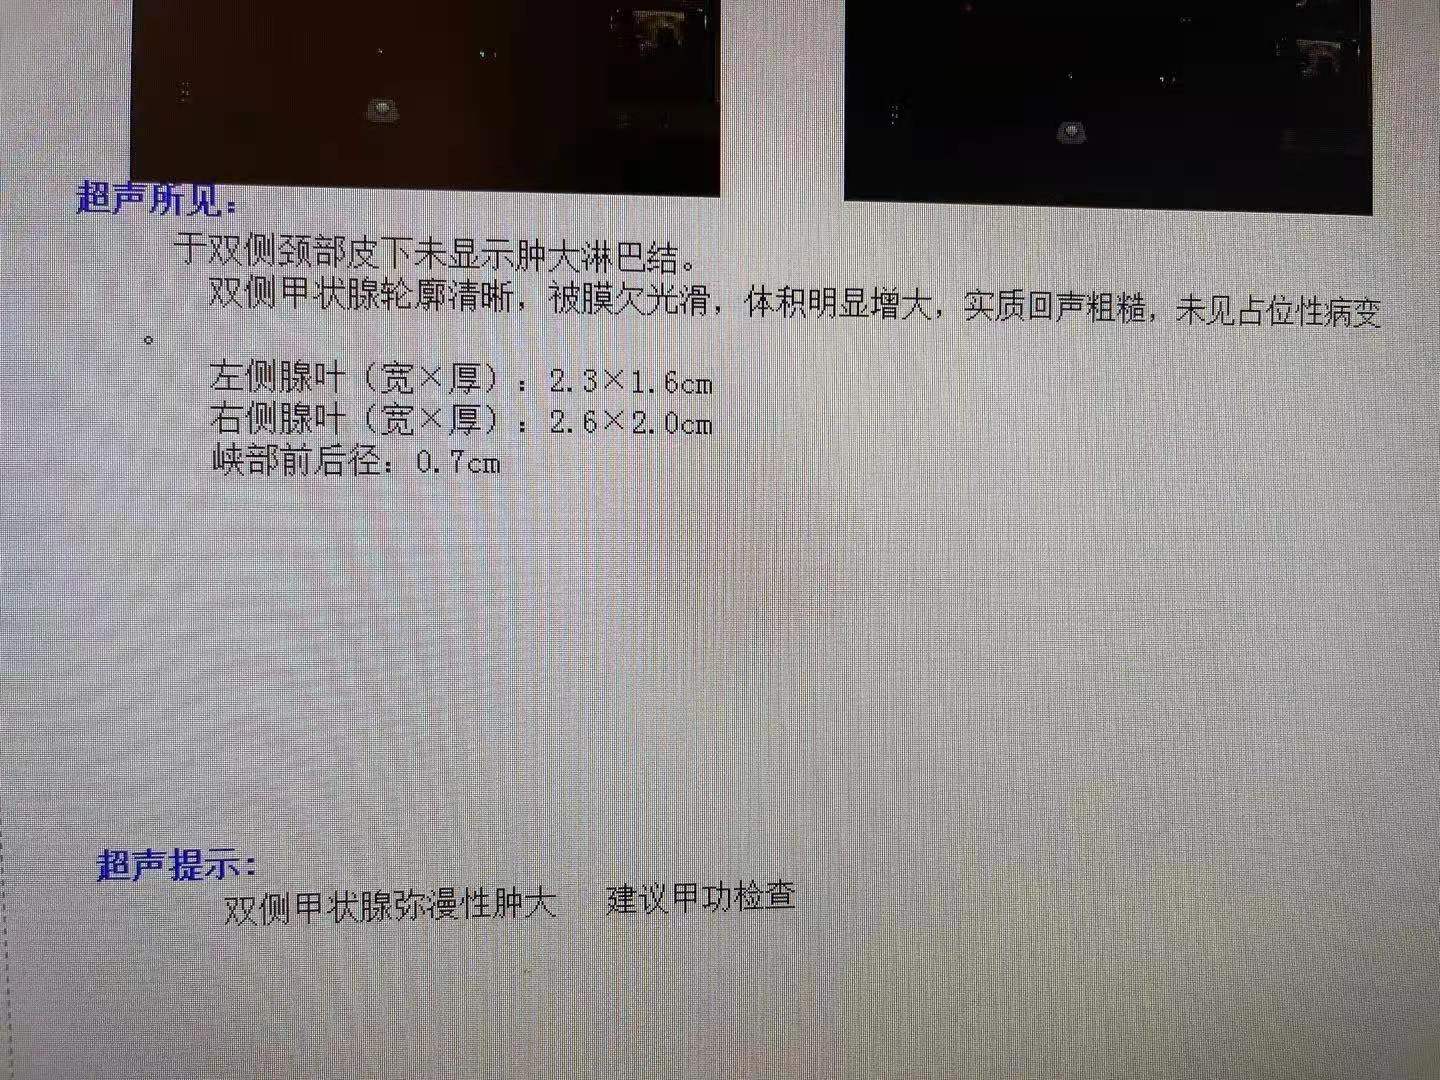 超声所见：
于双侧颈部皮下未显示肿大淋巴结。
双侧甲状腺轮廓清晰，被膜欠光滑，体积明显增大，实质回声粗糙，未见占位性病变
。
左侧腺叶（宽×厚）：2.3×1.6cm
右侧腺叶（宽×厚）：2.6×2.0cm
峡部前后径：0.7cm
超声提示：
双侧甲状腺弥漫性肿大 建议甲功检查